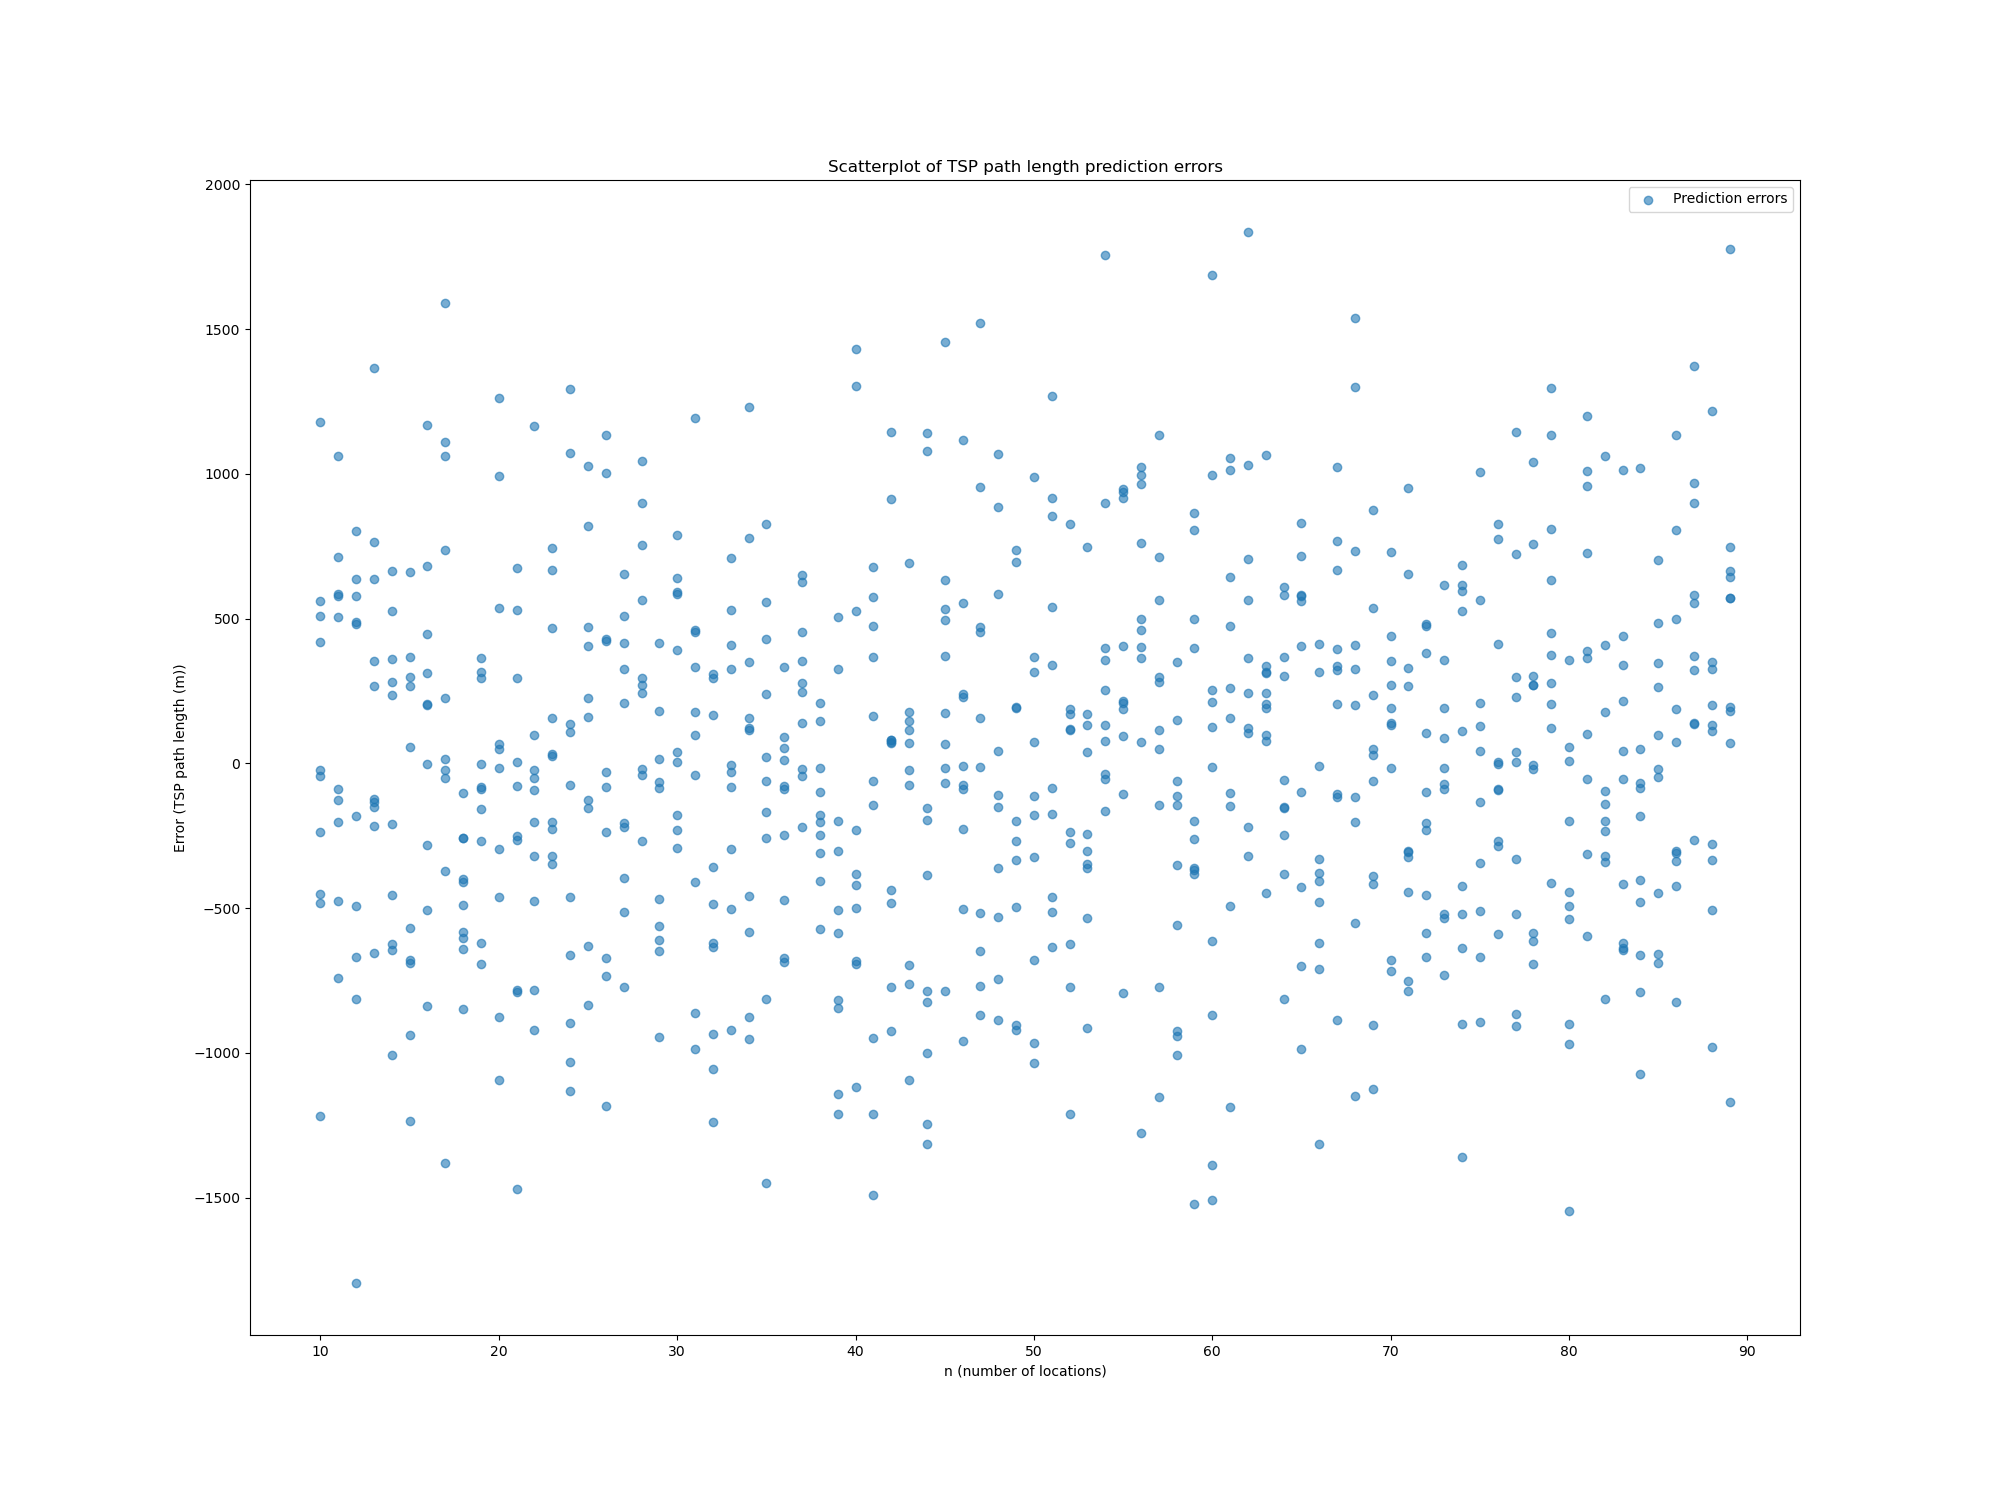 Scatterplot of TSP path length prediction errors
Prediction errors
Error (TSP path length (m))
2000
1500
1000
500
0
−500
−1000
−1500
10 20 30 40 50 60 70 80 90
n (number of locations)